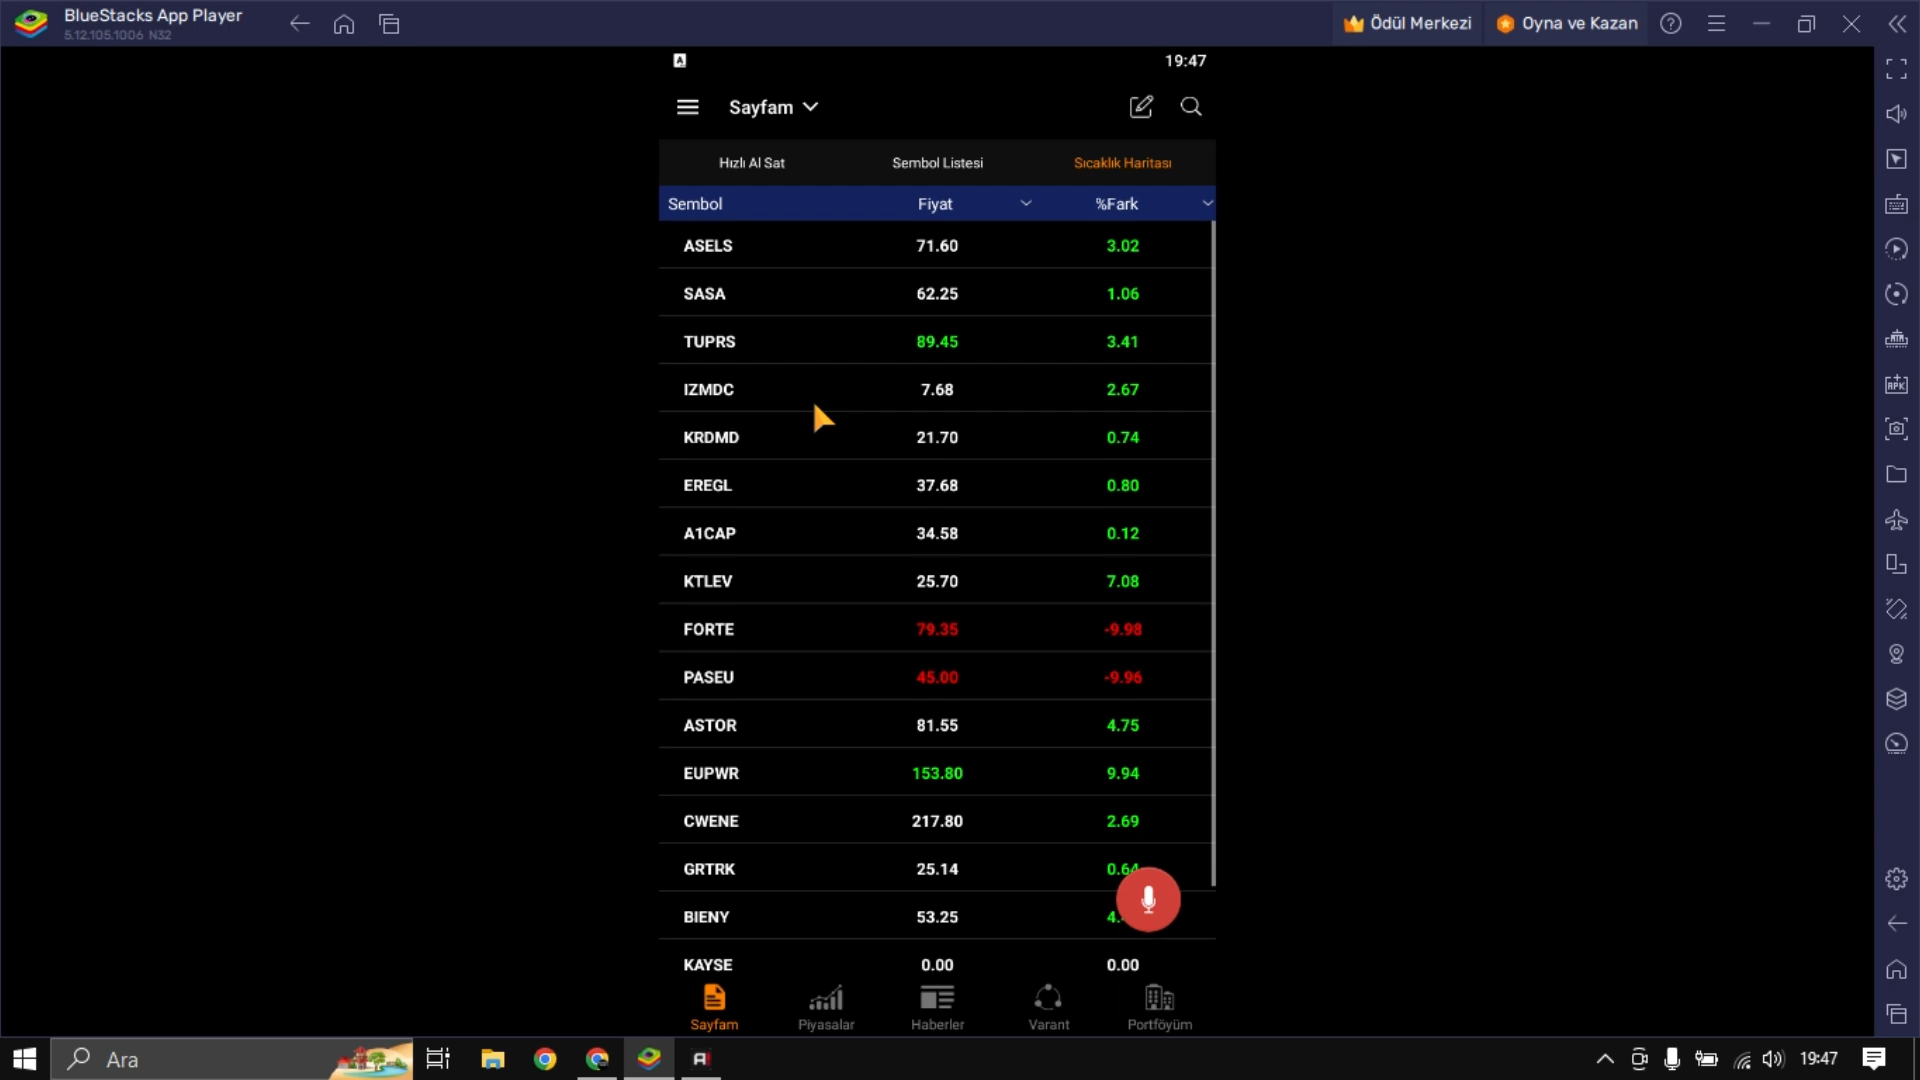 BlueStacks App Player
5.12.105.1006 N32
Ödül Merkezi
Oyna ve Kazan
19:47
Sayfam
Hızlı Al Sat Sembol Listesi Sıcaklık Haritası
Sembol Fiyat %Fark
ASELS 71.60 3.02
SASA 62.25 1.06
TUPRS 89.45 3.41
IZMDC 7.68 2.67
KRDMD 21.70 0.74
EREGL 37.68 0.80
A1CAP 34.58 0.12
KTLEV 25.70 7.08
FORTE 79.35 -9.98
PASEU 45.00 -9.96
ASTOR 81.55 4.75
EUPWR 153.80 9.94
CWENE 217.80 2.69
GRTRK 25.14 0.64
BIENY 53.25
KAYSE 0.00 0.00
Sayfam Piyasalar Haberler Varant Portföyüm
Ara
19:47